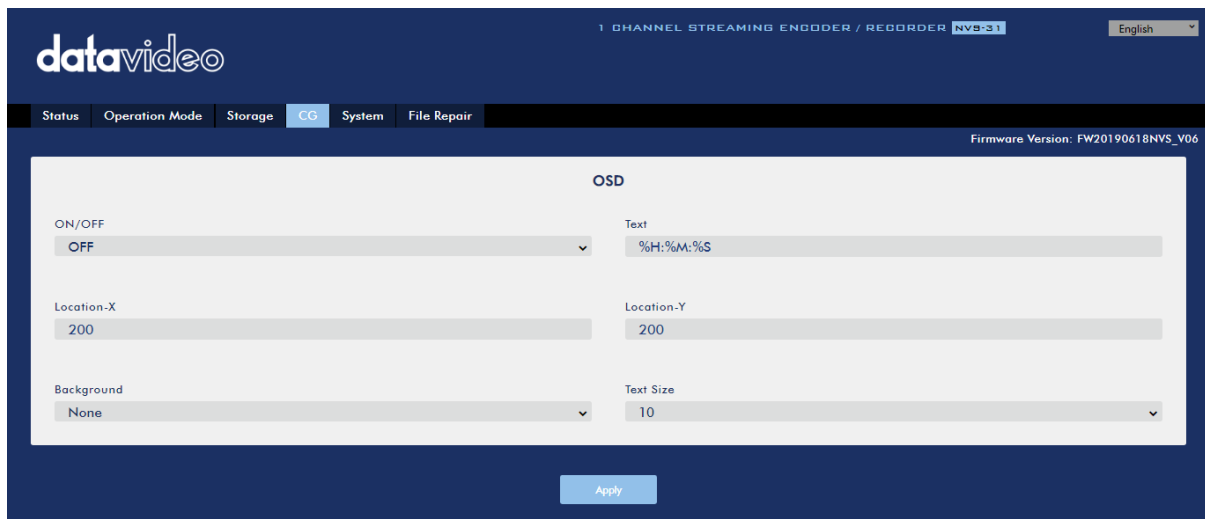 1 CHANNEL STREAMING ENCODER / RECORDER NVS-31
English
datavideo
Status Operation Mode Storage CG System File Repair
Firmware Version: FW20190618NVS_V06
OSD
ON/OFF Text
OFF %H:%M:%S
Location-X Location-Y
200 200
Background Text Size
None 10
Apply